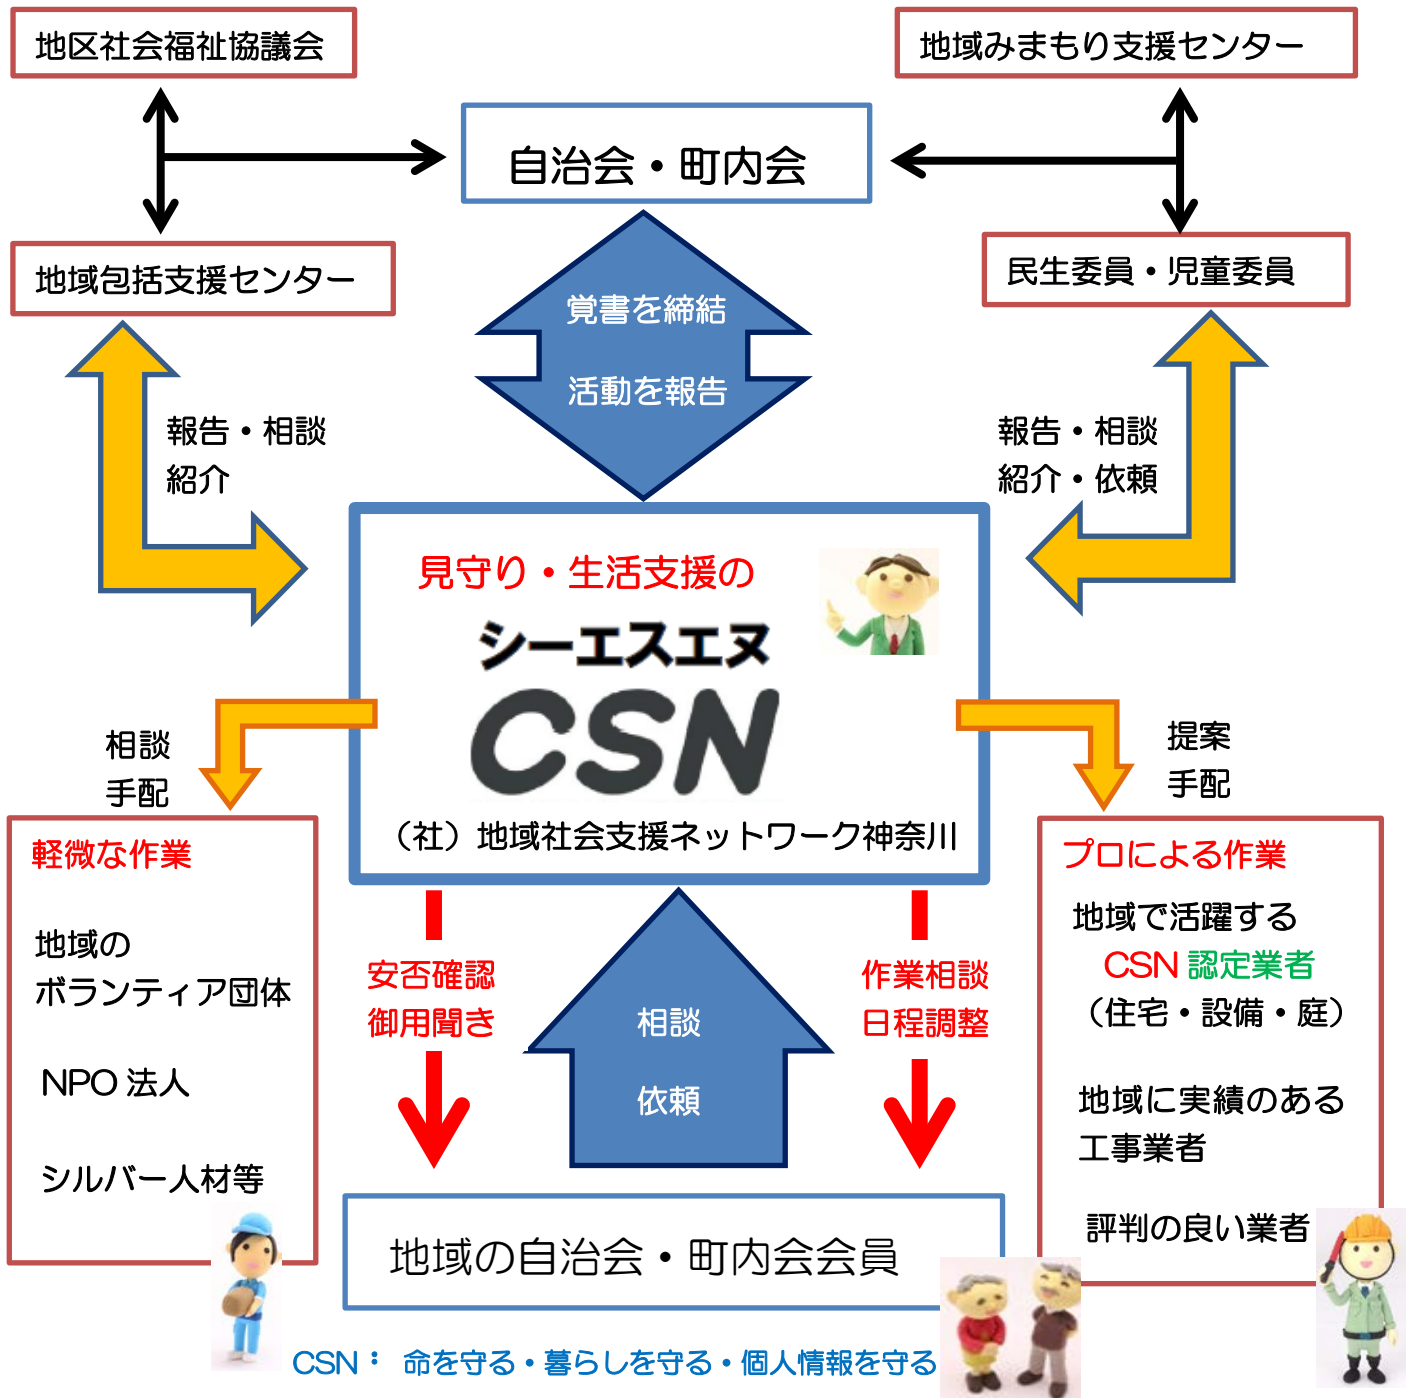 地区社会福祉協議会
地域みまもり支援センター
自治会・町内会
地域包括支援センター
民生委員・児童委員
覚書を締結
活動を報告
報告・相談
紹介
報告・相談
紹介・依頼
見守り・生活支援の
シーエスエヌ
CSN
（社）地域社会支援ネットワーク神奈川
相談
手配
提案
手配
軽微な作業
地域の
ボランティア団体
NPO 法人
シルバー人材等
安否確認
御用聞き
相談
依頼
作業相談
日程調整
プロによる作業
地域で活躍する
CSN 認定業者
（住宅・設備・庭）
地域に実績のある
工事業者
評判の良い業者
地域の自治会・町内会会員
CSN： 命を守る・暮らしを守る・個人情報を守る